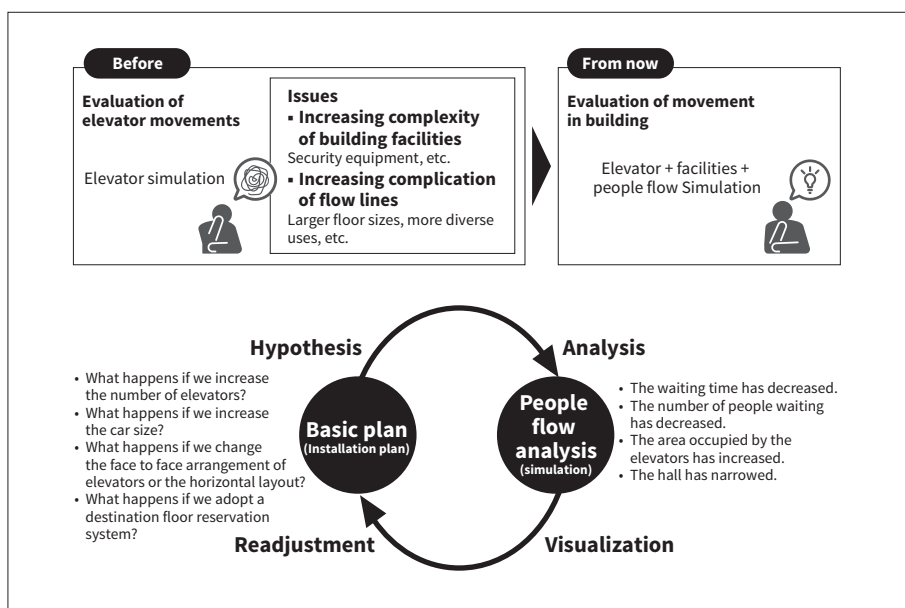 Before
Evaluation of
elevator movements
Elevator simulation
Issues
▪ Increasing complexity
of building facilities
Security equipment, etc.
▪ Increasing complication
of flow lines
Larger floor sizes, more diverse
uses, etc.
From now
Evaluation of movement
in building
Elevator + facilities +
people flow Simulation
Hypothesis
Analysis
• What happens if we increase
the number of elevators?
• What happens if we increase
the car size?
• What happens if we change
the face to face arrangement of
elevators or the horizontal layout?
• What happens if we adopt a
destination floor reservation
system?
Basic plan
(Installation plan)
People
flow
analysis
(simulation)
• The waiting time has decreased.
• The number of people waiting
has decreased.
• The area occupied by the
elevators has increased.
• The hall has narrowed.
Readjustment
Visualization